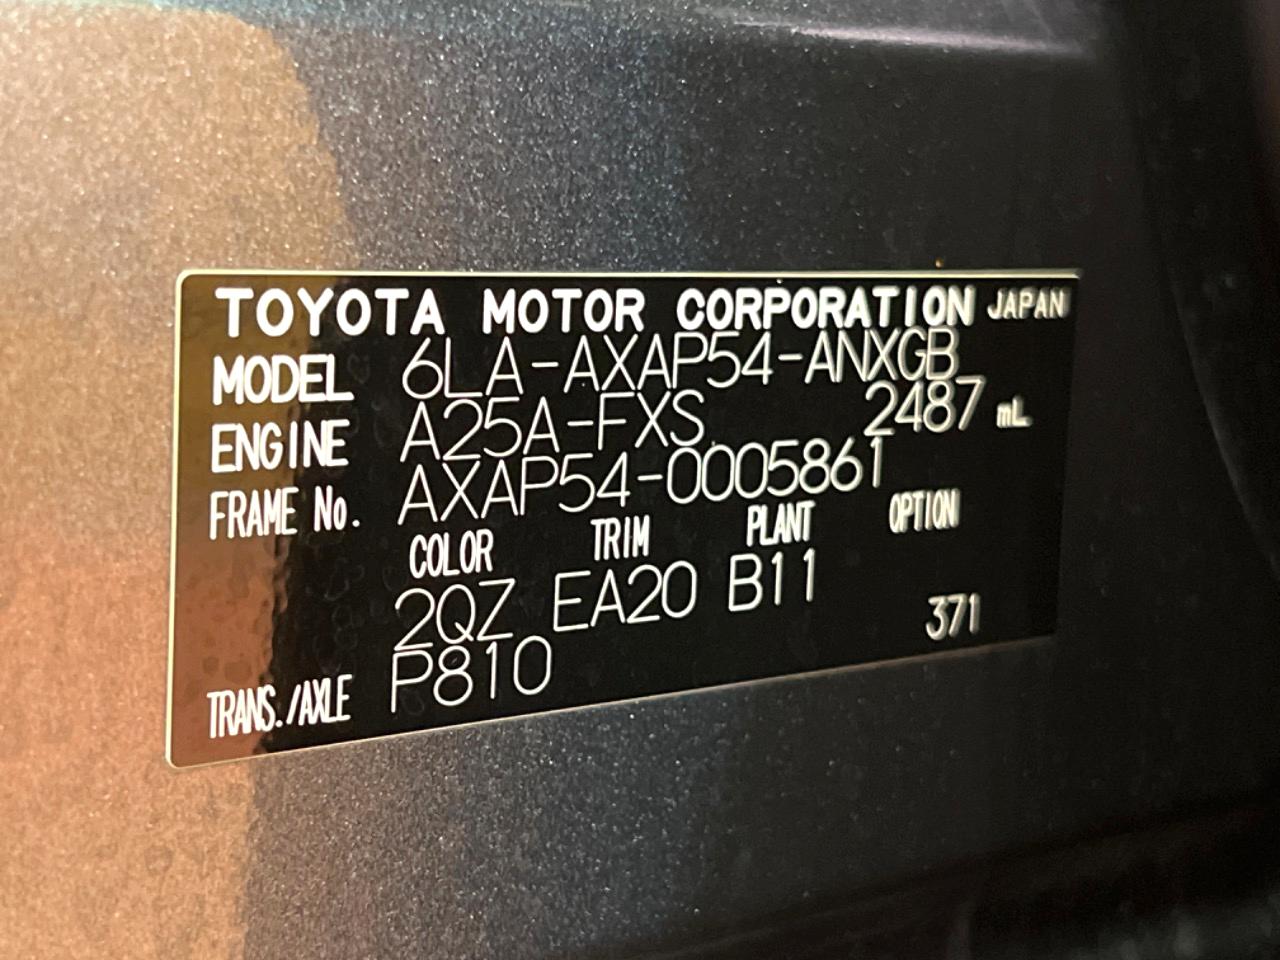 TOYOTA MOTOR CORPORATION JAPAN
MODEL 6LA-AXAP54-ANXGB
ENGINE A25A-FXS 2487 mL
FRAME No. AXAP54-0005861
COLOR TRIM PLANT OPTION
2QZ EA20 B11
TRANS./AXLE P810 371